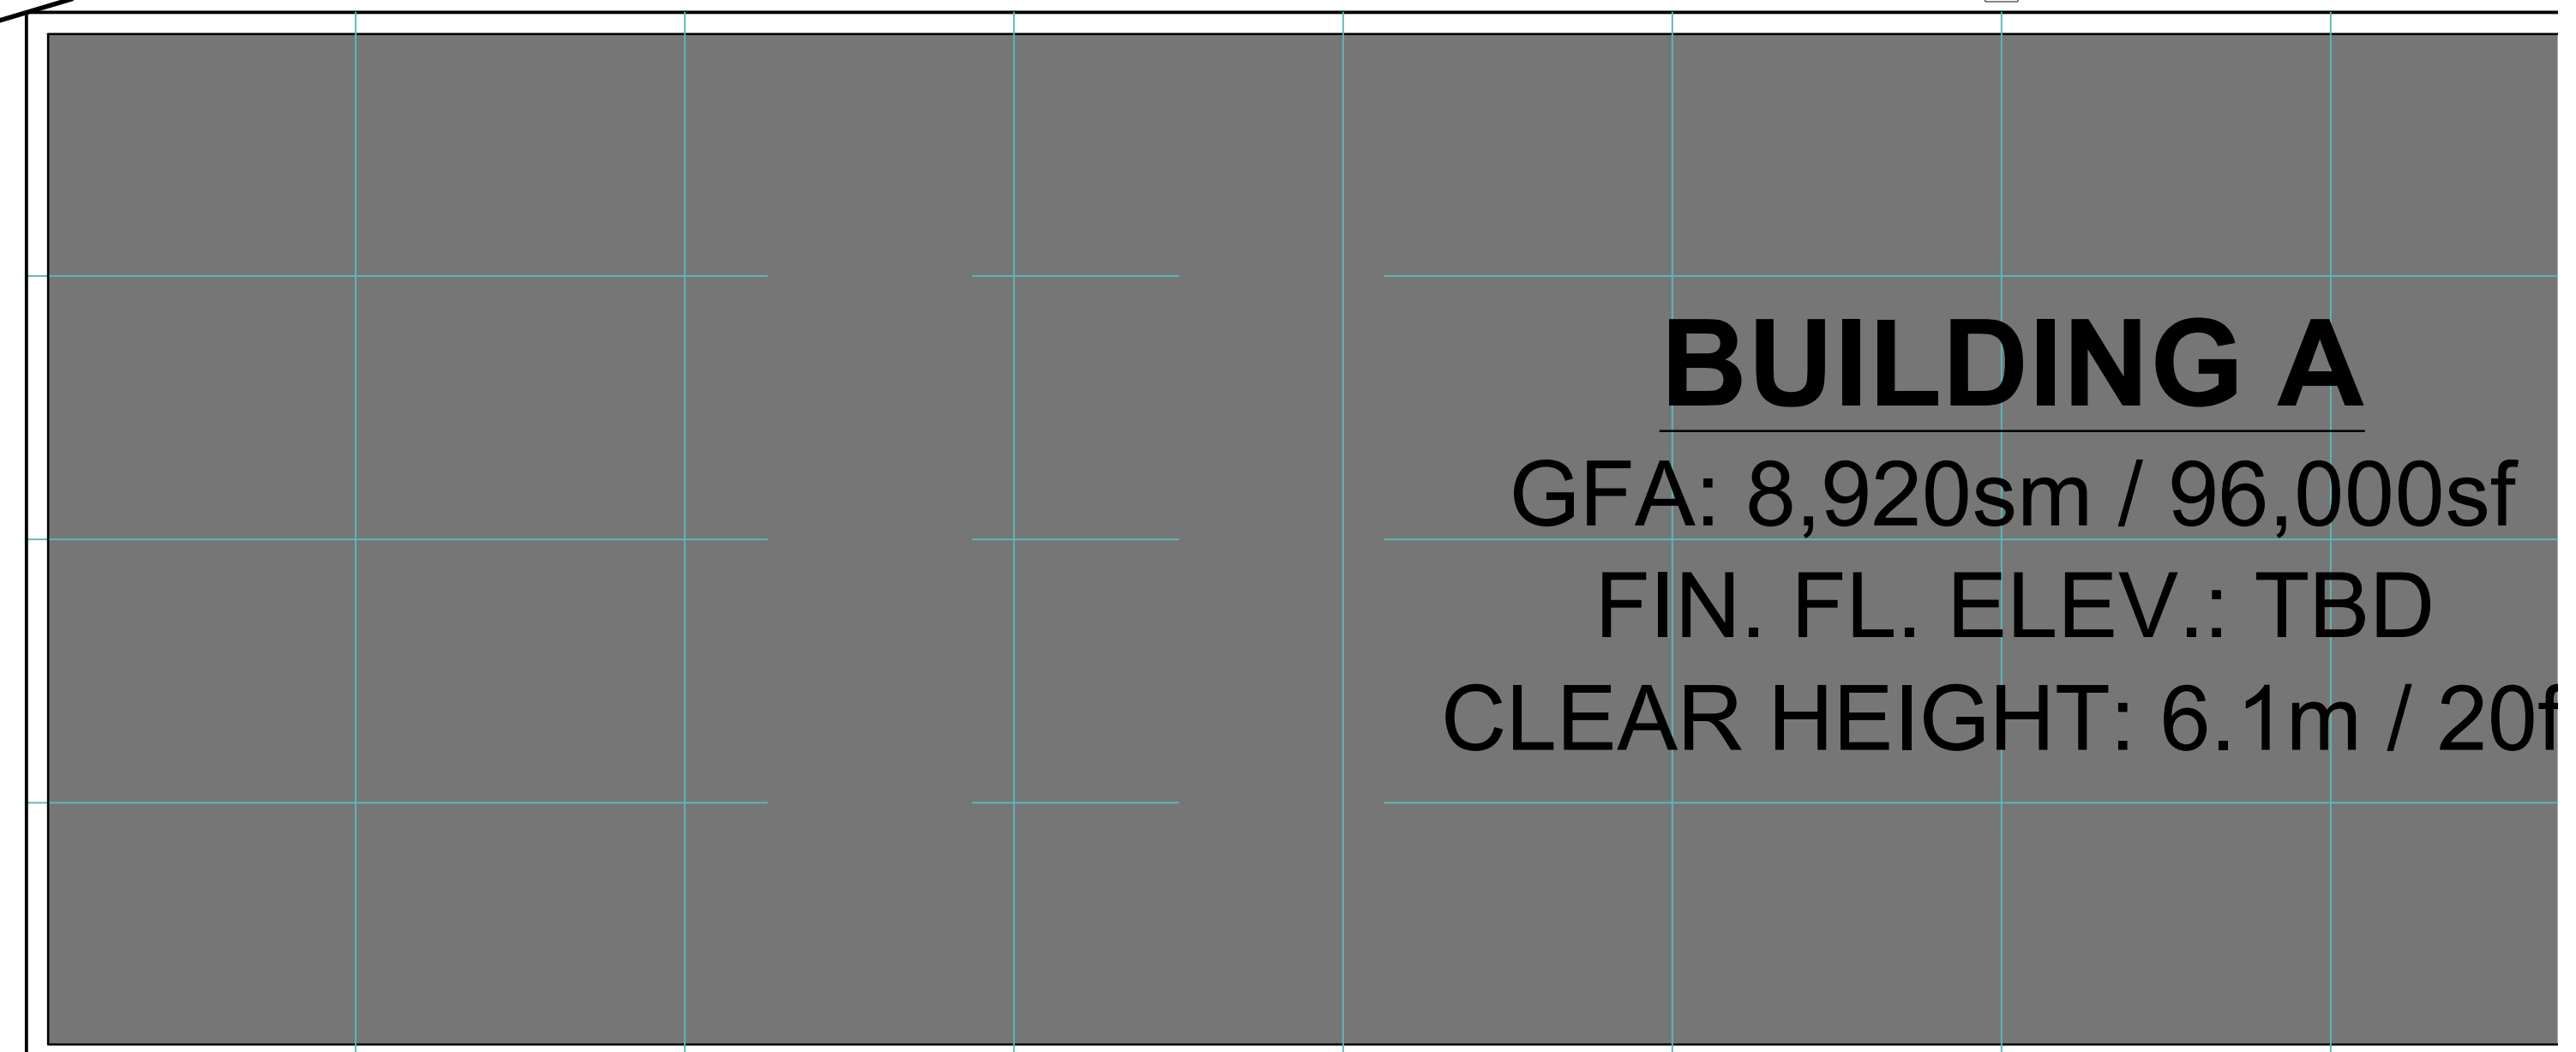 BUILDING A
GFA: 8,920sm / 96,000sf
FIN. FL. ELEV.: TBD
CLEAR HEIGHT: 6.1m / 20f